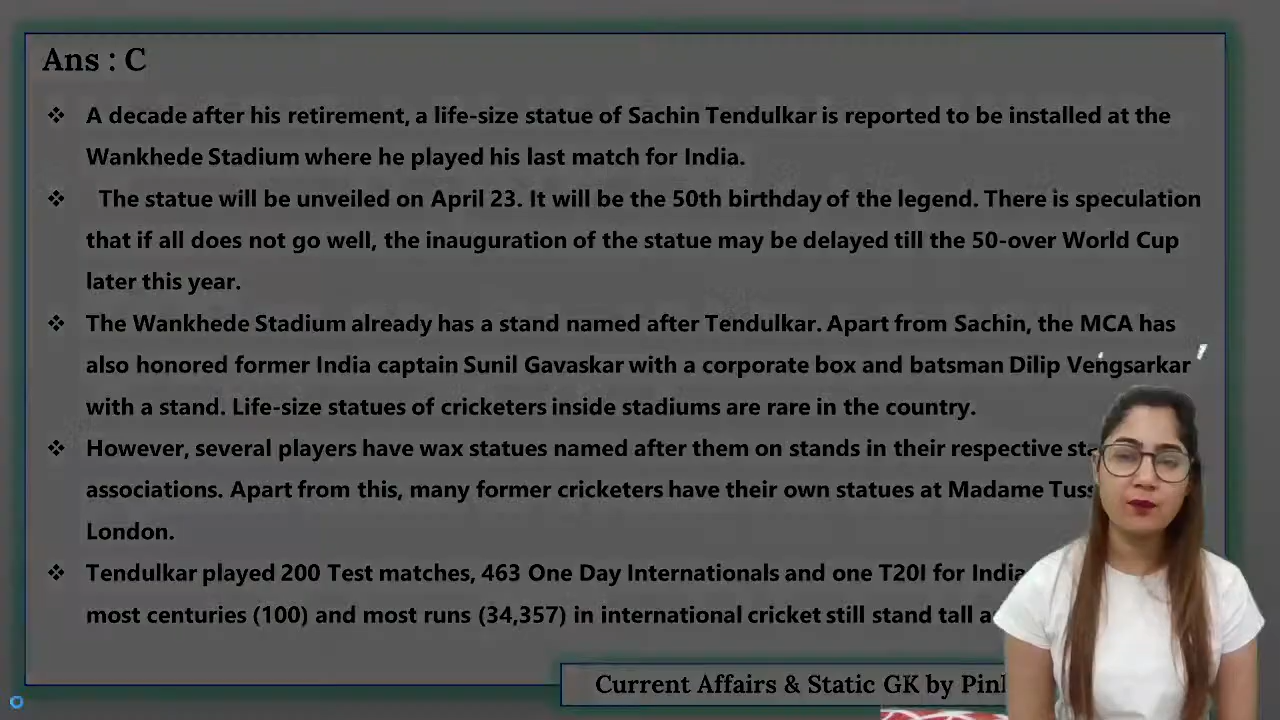 Ans : C
❖ A decade after his retirement, a life-size statue of Sachin Tendulkar is reported to be installed at the
Wankhede Stadium where he played his last match for India.
❖ The statue will be unveiled on April 23. It will be the 50th birthday of the legend. There is speculation
that if all does not go well, the inauguration of the statue may be delayed till the 50-over World Cup
later this year.
❖ The Wankhede Stadium already has a stand named after Tendulkar. Apart from Sachin, the MCA has
also honored former India captain Sunil Gavaskar with a corporate box and batsman Dilip Vengsarkar
with a stand. Life-size statues of cricketers inside stadiums are rare in the country.
❖ However, several players have wax statues named after them on stands in their respective
associations. Apart from this, many former cricketers have their own statues at Madame
London.
❖ Tendulkar played 200 Test matches, 463 One Day Internationals and one T20I for India
most centuries (100) and most runs (34,357) in international cricket still stand tall
Current Affairs & Static GK by